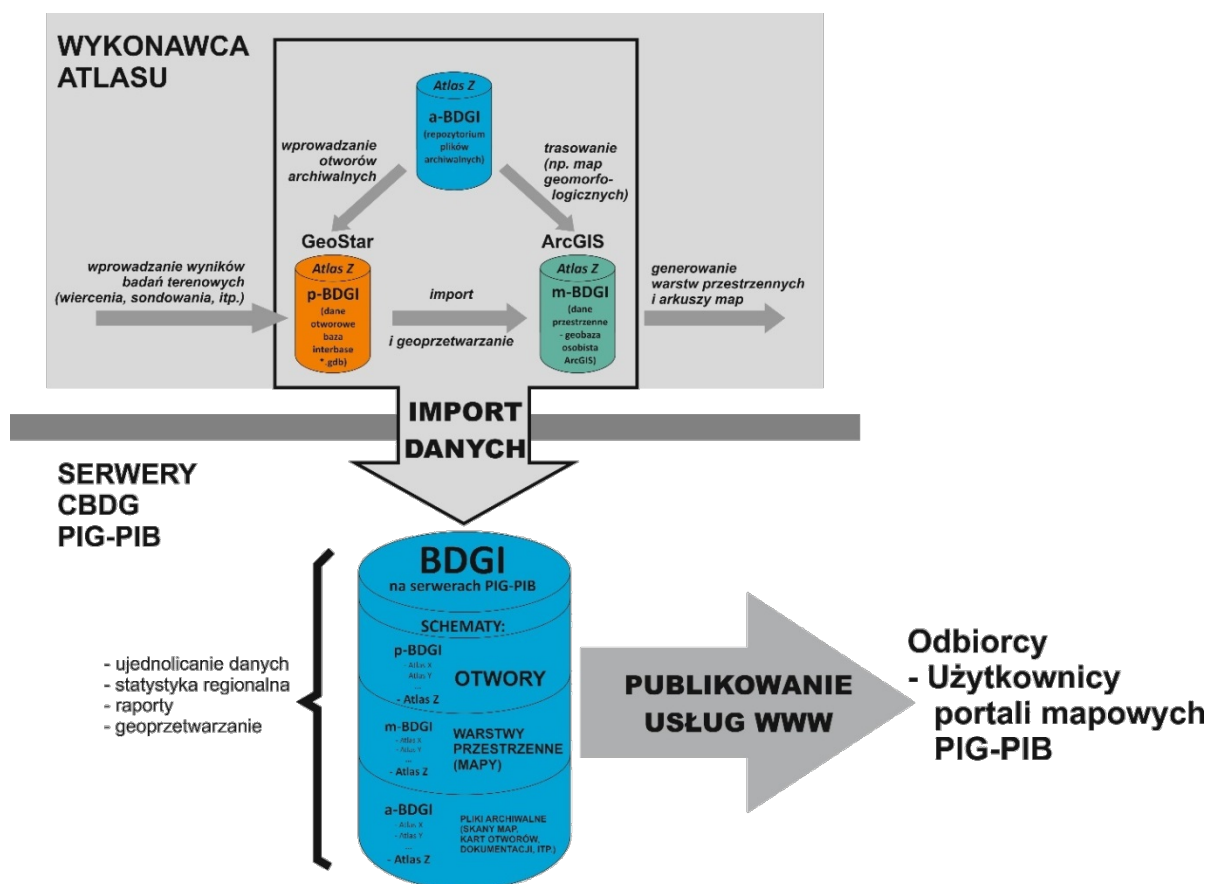 WYKONAWCA
ATLASU
Atlas Z
a-BDGI
(repozytorium
plików
archiwalnych)
wprowadzanie
otworów
archiwalnych
trasowanie
(np. map
geomorfo-
logicznych)
GeoStar
ArcGIS
wprowadzanie wyników
badań terenowych
(wiercenia, sondowania, itp.)
Atlas Z
p-BDGI
(dane
otworowe
baza
interbase
*.gdb)
import
i geoprzetwarzanie
Atlas Z
m-BDGI
(dane
przestrzenne
- geobaza
osobista
ArcGIS)
generowanie
warstw przestrzennych
i arkuszy map
IMPORT
DANYCH
SERWERY
CBDG
PIG-PIB
BDGI
na serwerach PIG-PIB
SCHEMATY:
p-BDGI
- Atlas X
- Atlas Y
...
- Atlas Z
OTWORY
m-BDGI
- Atlas X
- Atlas Y
...
- Atlas Z
WARSTWY
PRZESTRZENNE
(MAPY)
a-BDGI
- Atlas X
- Atlas Y
...
- Atlas Z
PLIKI ARCHIWALNE
(SKANY MAP,
KART OTWORÓW,
DOKUMENTACJI, ITP.)
- ujednolicanie danych
- statystyka regionalna
- raporty
- geoprzetwarzanie
PUBLIKOWANIE
USŁUG WWW
Odbiorcy
- Użytkownicy
portali mapowych
PIG-PIB